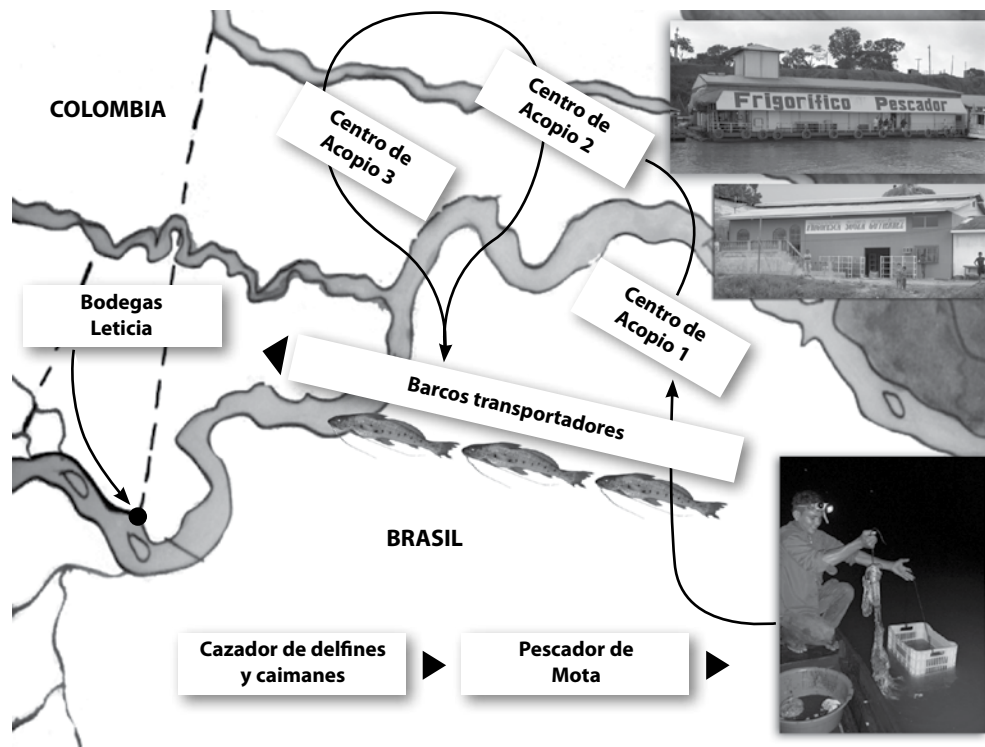 COLOMBIA
Centro de
Acopio 3
Centro de
Acopio 2
Frigorífico Pescador
Bodegas
Leticia
Centro de
Acopio 1
Barcos transportadores
BRASIL
Cazador de delfines
y caimanes
Pescador de
Mota